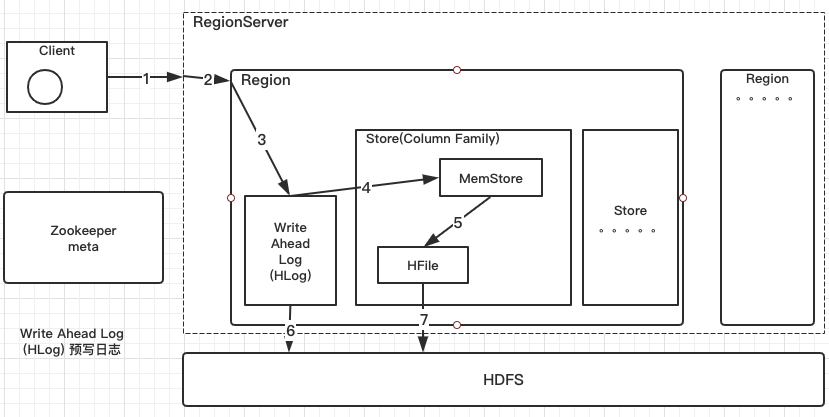 RegionServer
Client
1
2
Region
Region
3
Store(Column Family)
4
MemStore
Zookeeper
meta
Write
Ahead
Log
(HLog)
5
Store
HFile
6
7
Write Ahead Log
(HLog) 预写日志
HDFS